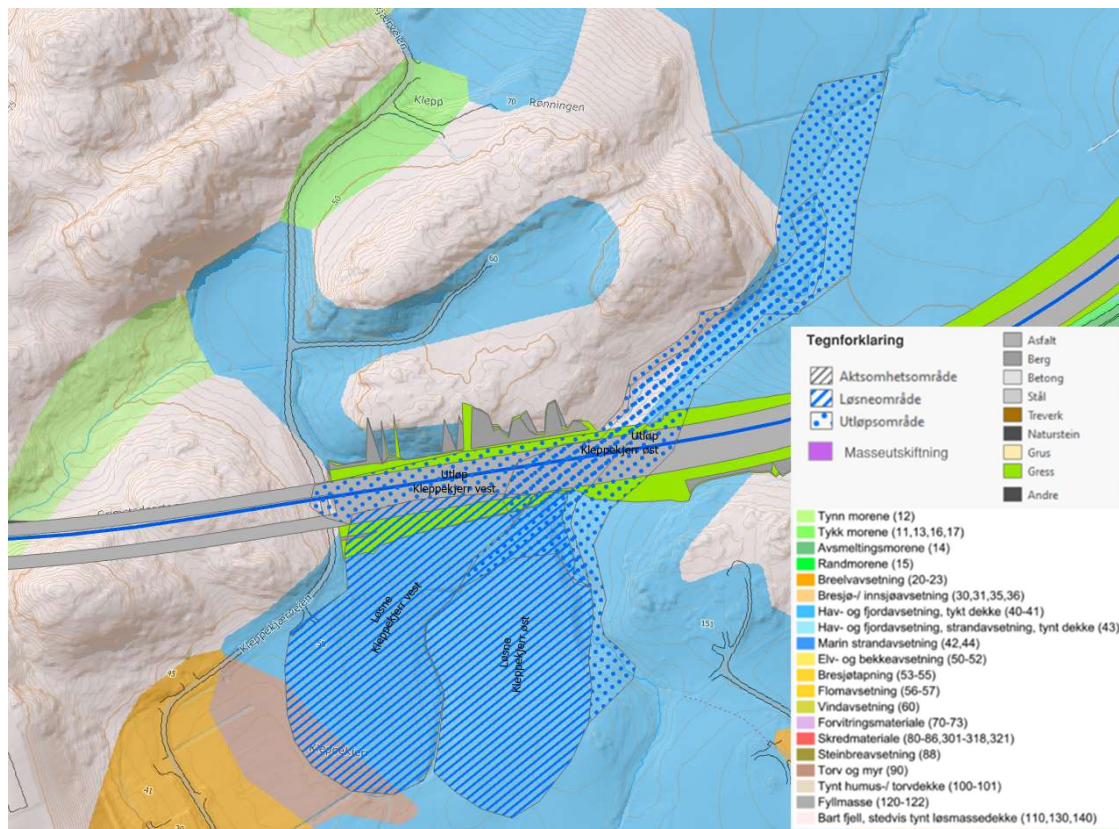 Klepp
70
Rønningen
50
60
Utløp
Kleppekjerr vest
Utløp
Kleppekjerr øst
Løsne
Kleppekjerr vest
Løsne
Kleppekjerr øst
Kleppekjærveien
151
45
41
Tegnforklaring
Aktsomhetsområde
Løsneområde
Utløpsområde
Masseutskiftning
Asfalt
Berg
Betong
Stål
Treverk
Naturstein
Grus
Gress
Andre
Tynn morene (12)
Tykk morene (11,13,16,17)
Avsmeltingsmorene (14)
Randmorene (15)
Breelvavsetning (20-23)
Bresjø-/ innsjøavsetning (30,31,35,36)
Hav- og fjordavsetning, tykt dekke (40-41)
Hav- og fjordavsetning, strandavsetning, tynt dekke (43)
Marin strandavsetning (42,44)
Elv- og bekkeavsetning (50-52)
Bresjøtapning (53-55)
Flomavsetning (56-57)
Vindavsetning (60)
Forvitringsmateriale (70-73)
Skredmateriale (80-86,301-318,321)
Steinbreavsetning (88)
Torv og myr (90)
Tynt humus-/ torvdekke (100-101)
Fyllmasse (120-122)
Bart fjell, stedvis tynt løsmassedekke (110,130,140)